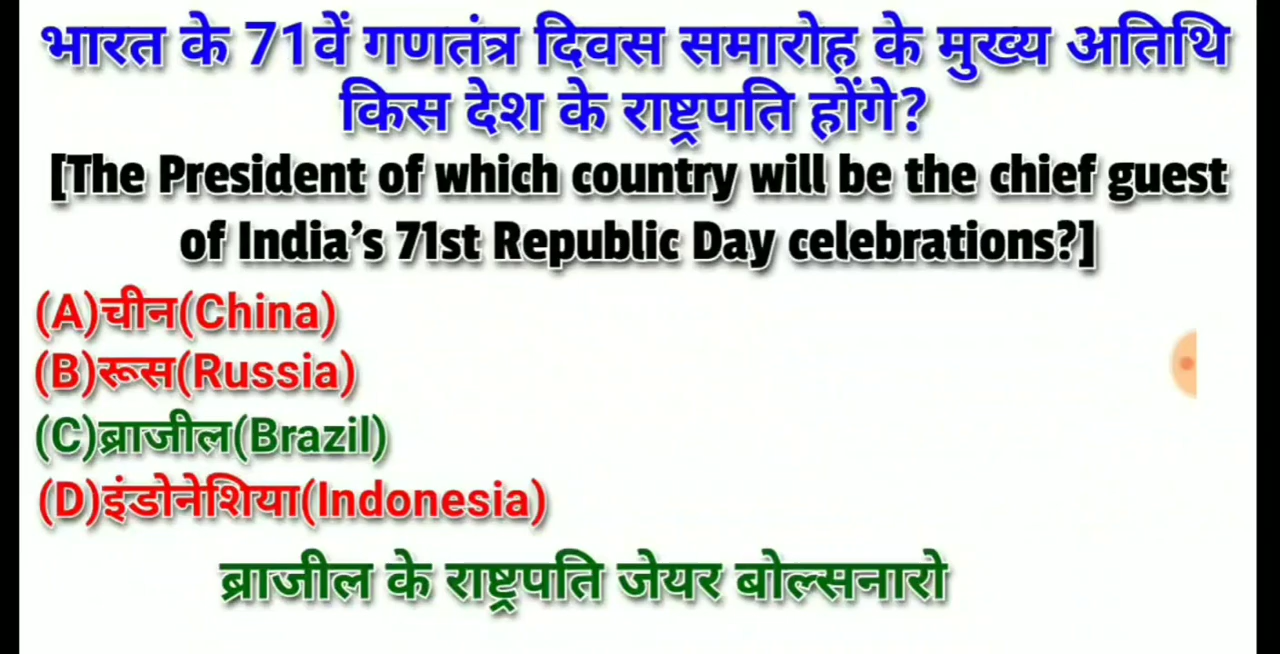 भारत के 71वें गणतंत्र दिवस समारोह के मुख्य अतिथि
किस देश के राष्ट्रपति होंगे?
[The President of which country will be the chief guest
of India's 71st Republic Day celebrations?]
(A)चीन(China)
(B)रूस(Russia)
(C)ब्राजील(Brazil)
(D)इंडोनेशिया(Indonesia)
ब्राजील के राष्ट्रपति जेयर बोल्सनारो